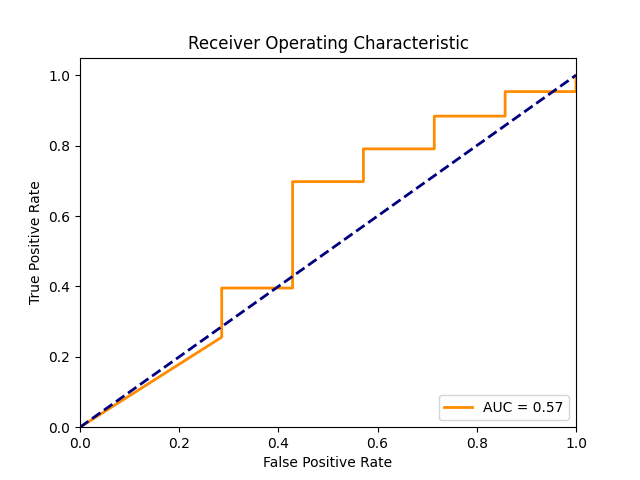 Receiver Operating Characteristic
1.0
0.8
0.6
0.4
0.2
0.0
True Positive Rate
AUC = 0.57
0.0 0.2 0.4 0.6 0.8 1.0
False Positive Rate